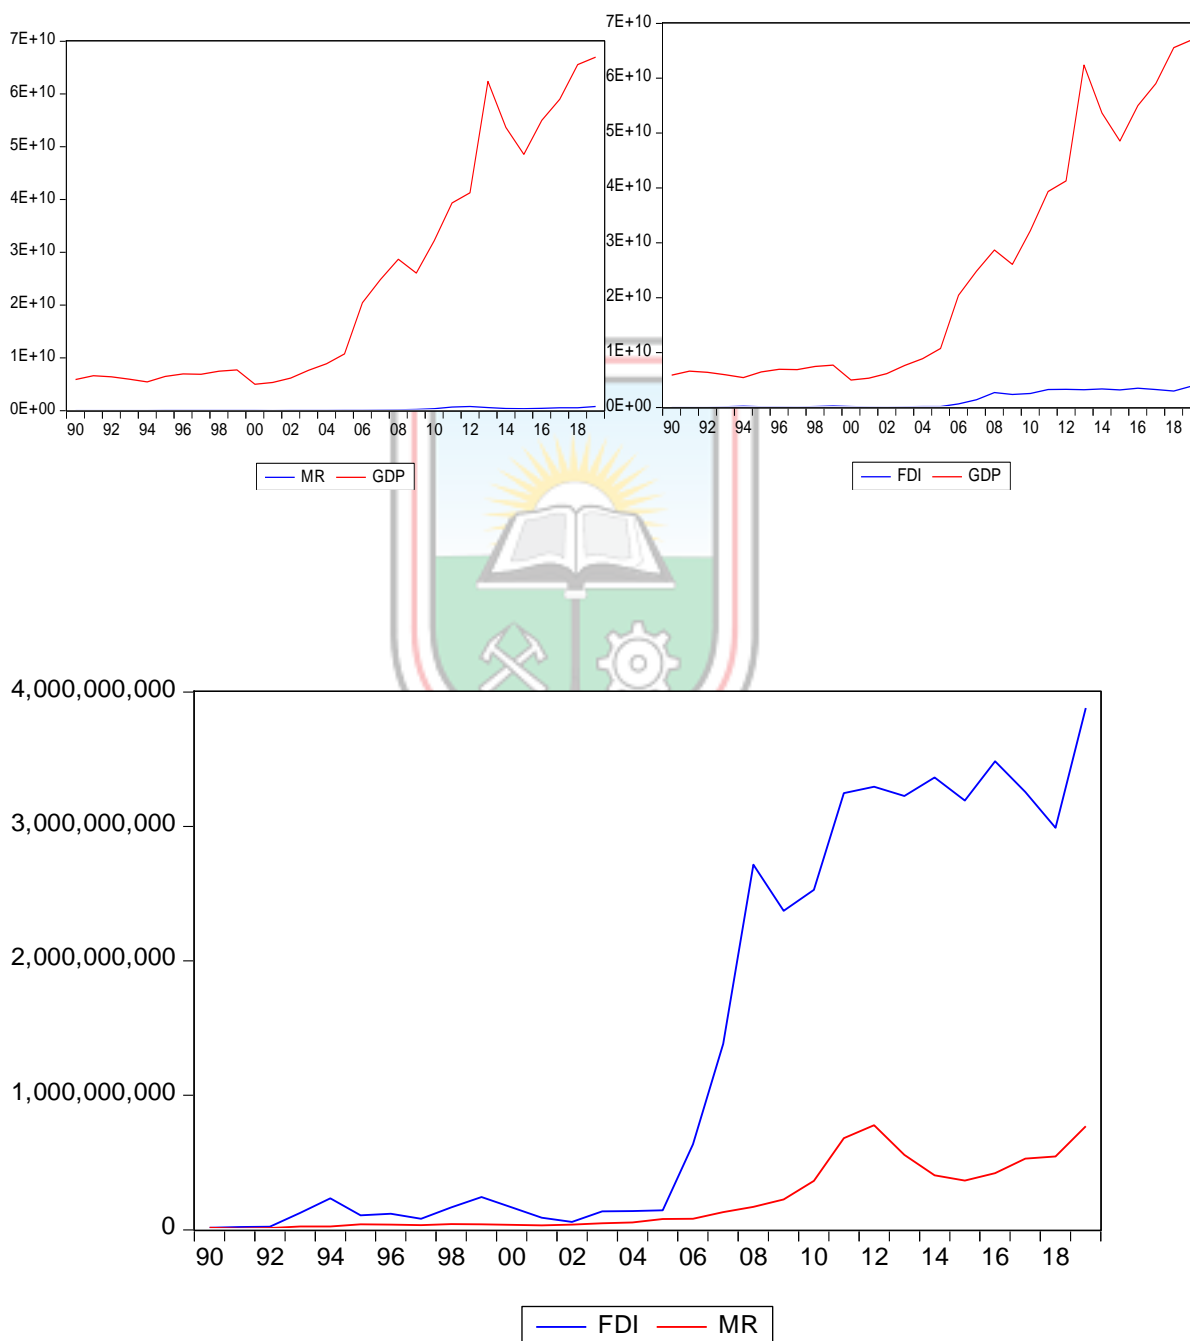 7E+10
6E+10
5E+10
4E+10
3E+10
2E+10
1E+10
0E+00
90 92 94 96 98 00 02 04 06 08 10 12 14 16 18
MR GDP
7E+10
6E+10
5E+10
4E+10
3E+10
2E+10
1E+10
0E+00
90 92 94 96 98 00 02 04 06 08 10 12 14 16 18
FDI GDP
4,000,000,000
3,000,000,000
2,000,000,000
1,000,000,000
0
90 92 94 96 98 00 02 04 06 08 10 12 14 16 18
FDI MR